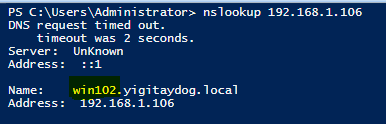 PS C:\Users\Administrator> nslookup 192.168.1.106
DNS request timed out.
    timeout was 2 seconds.
Server:  UnKnown
Address:  ::1

Name:    win102.yigitaydog.local
Address:  192.168.1.106